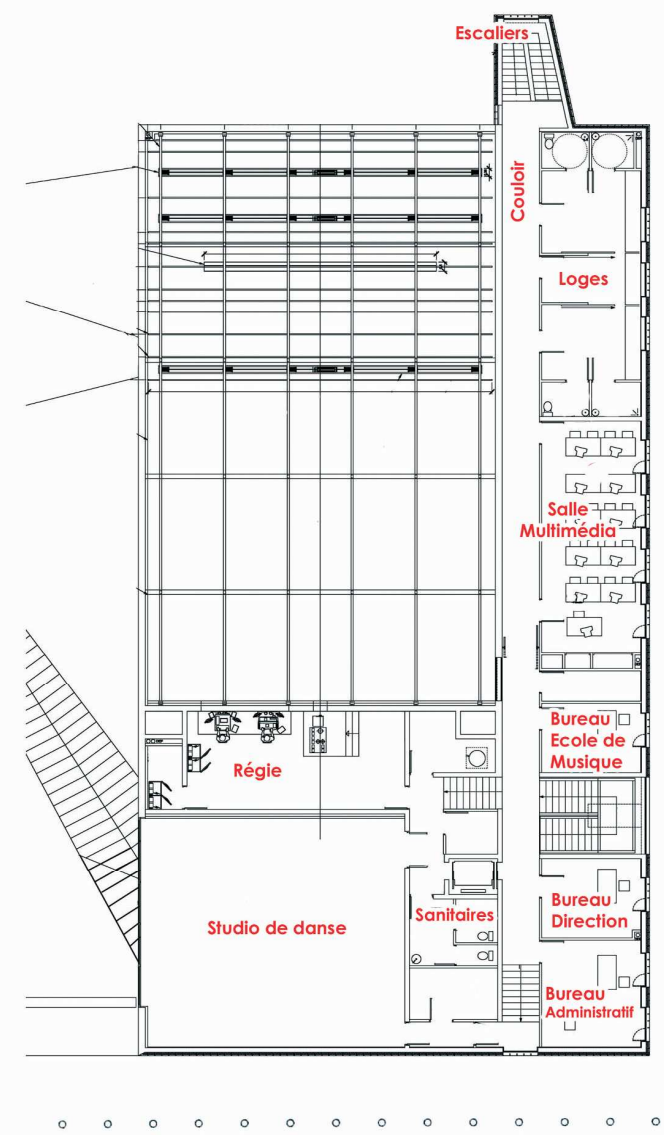 Escaliers
Couloir
Loges
Salle
Multimédia
Bureau
Ecole de
Musique
Régie
Studio de danse
Sanitaires
Bureau
Direction
Bureau
Administratif